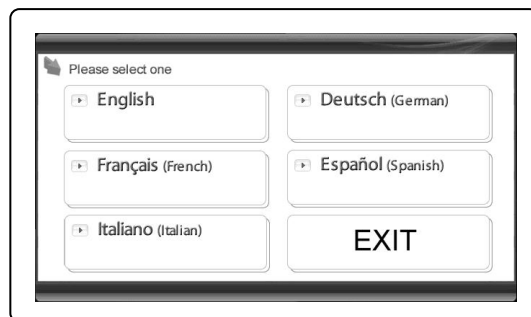 Please select one
English
Deutsch (German)
Français (French)
Español (Spanish)
Italiano (Italian)
EXIT